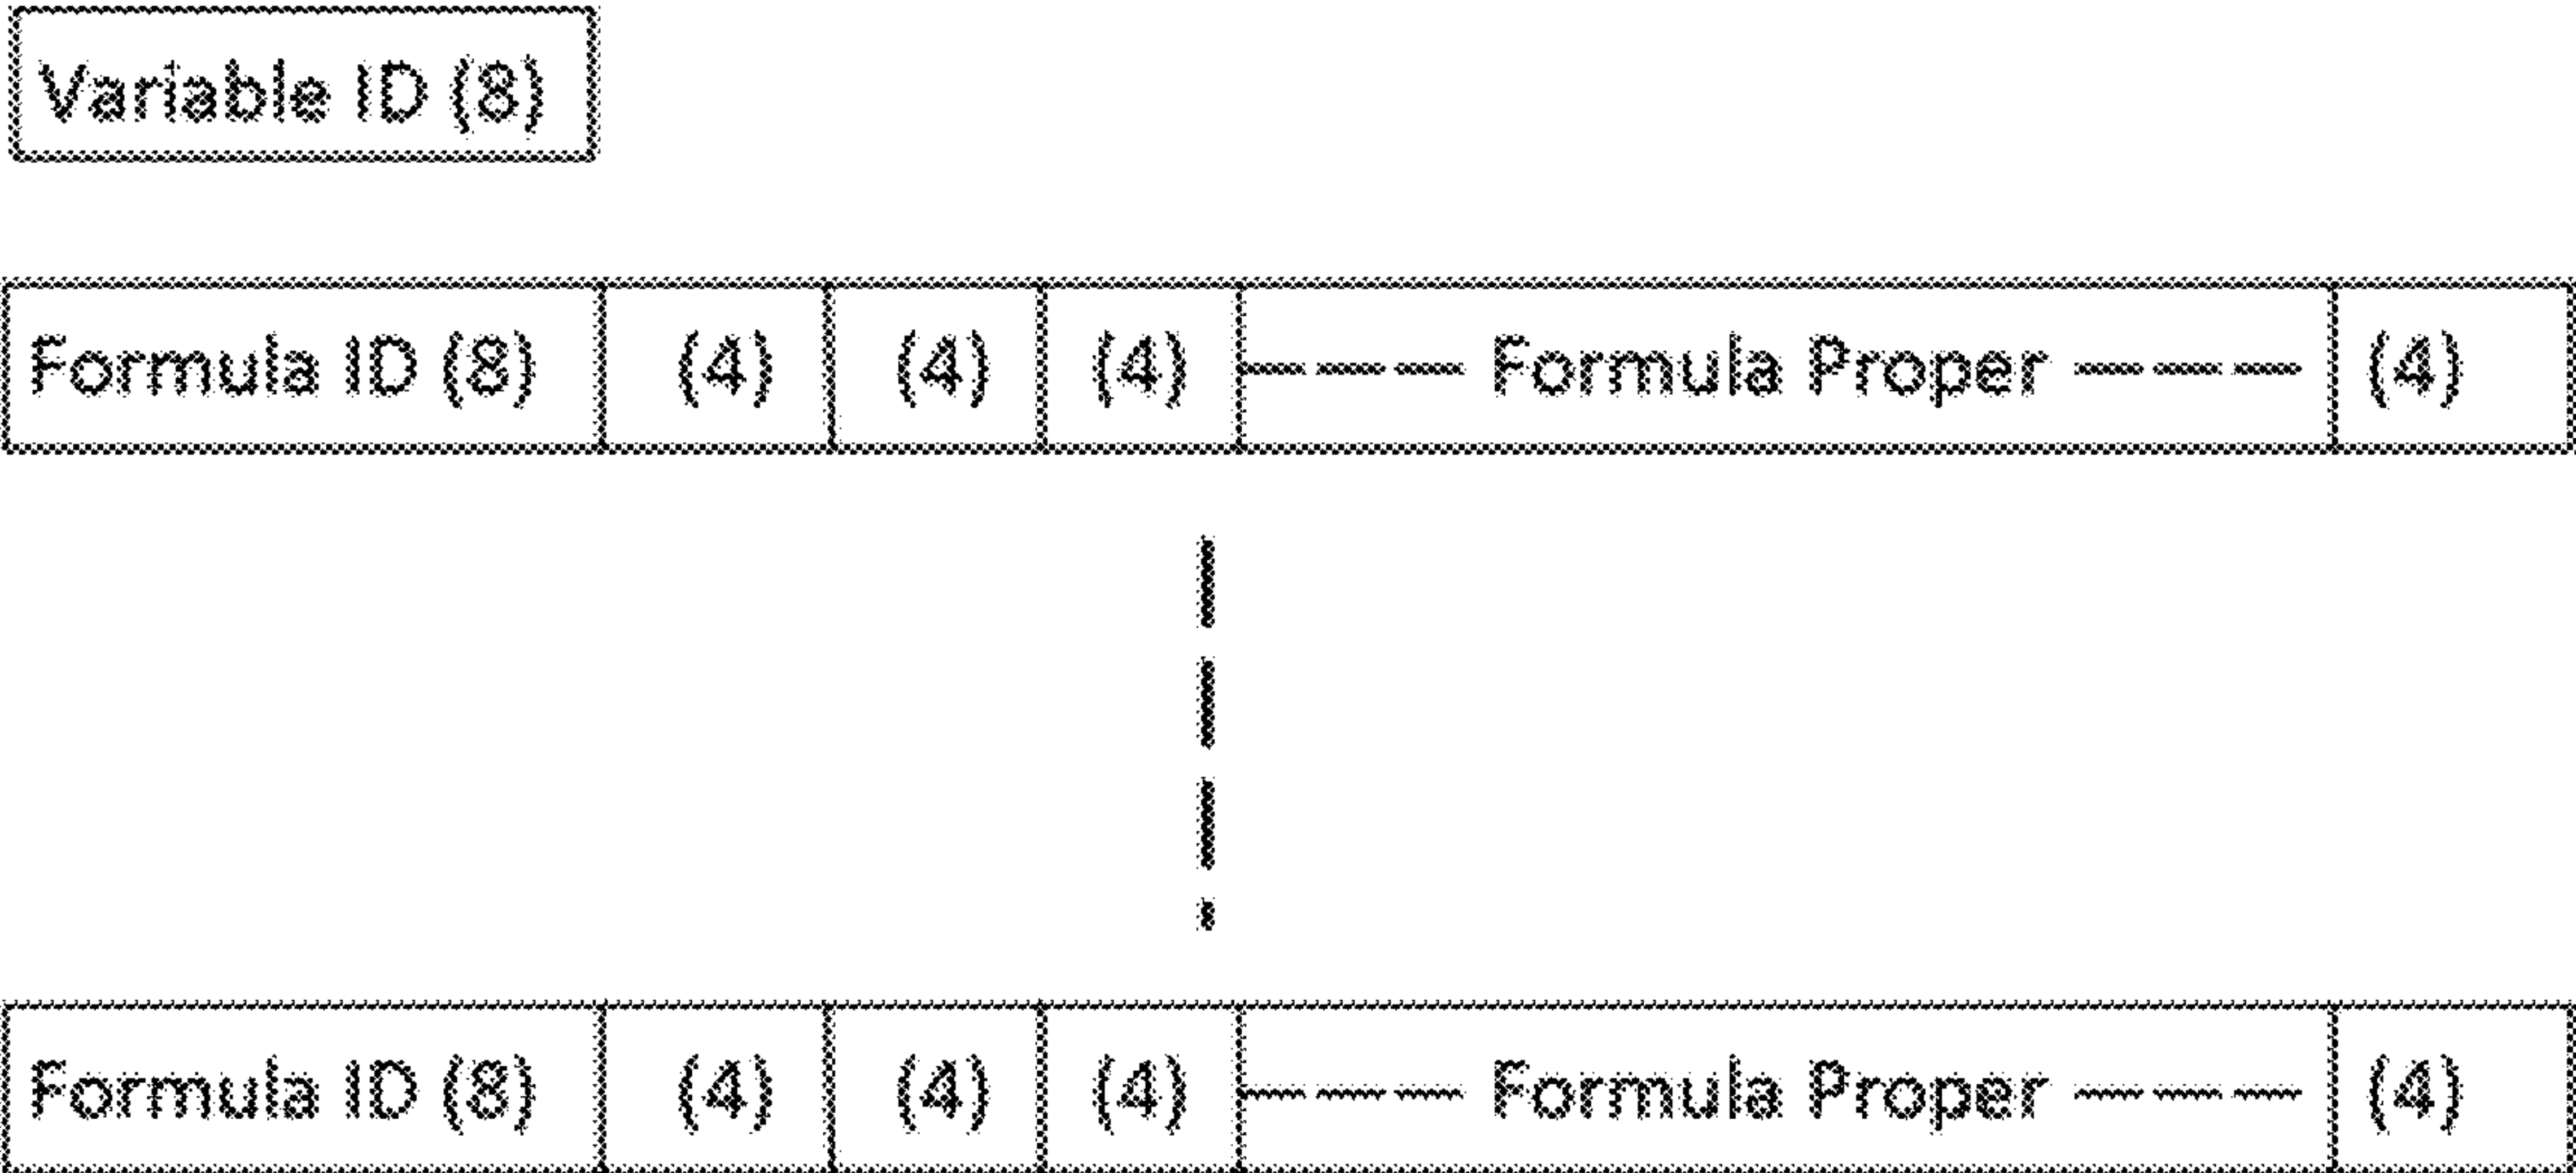 Variable ID (8)
Formula ID (8) (4) (4) (4) Formula Proper (4)
Formula ID (8) (4) (4) (4) Formula Proper (4)